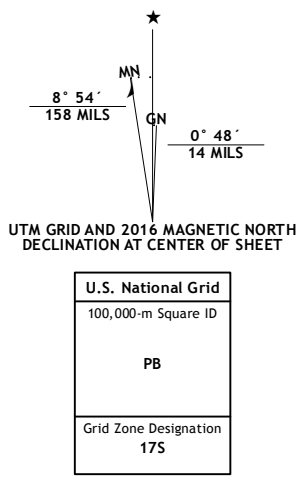 MN
GN
8° 54´
158 MILS
0° 48´
14 MILS
UTM GRID AND 2016 MAGNETIC NORTH
DECLINATION AT CENTER OF SHEET
U.S. National Grid
100,000-m Square ID
PB
Grid Zone Designation
17S